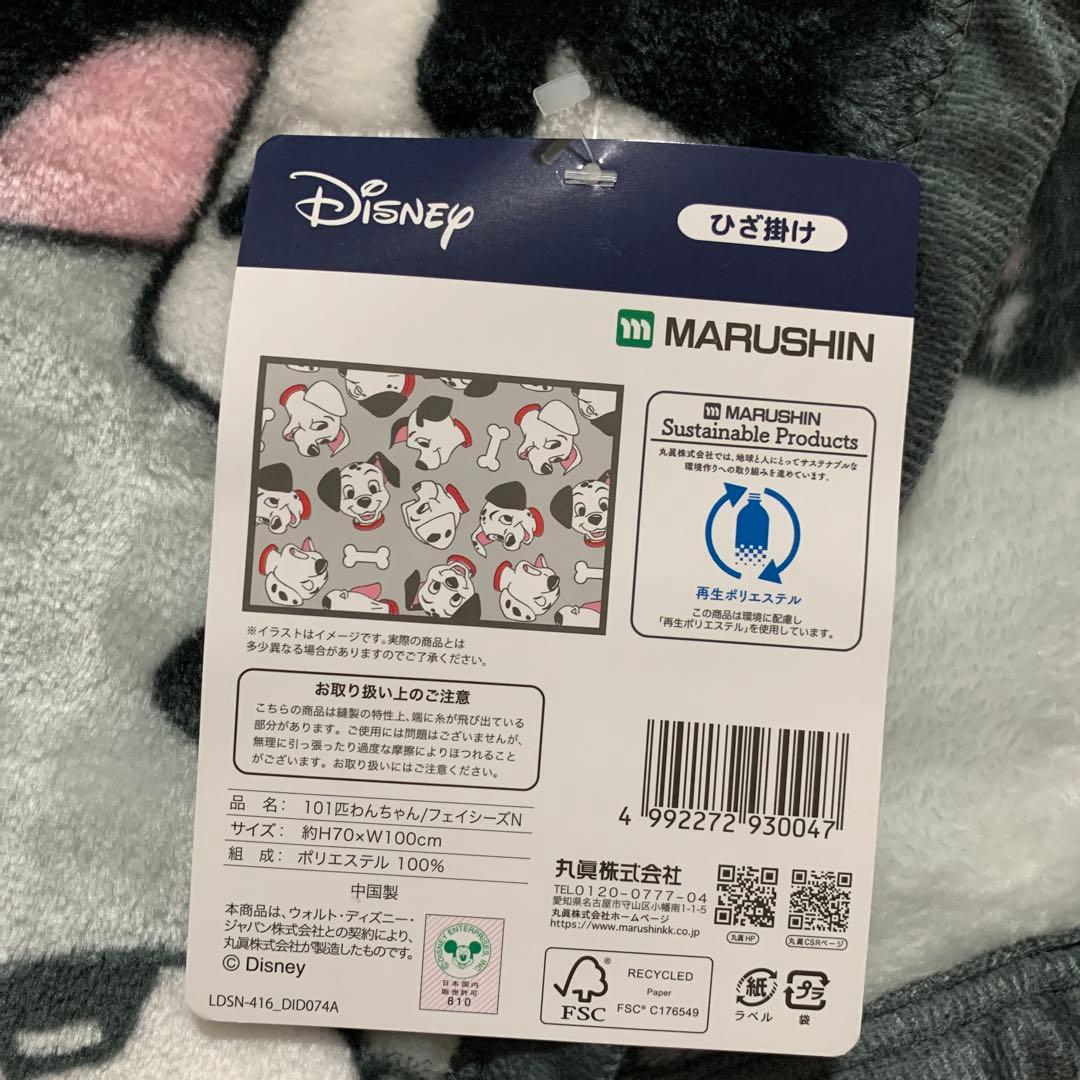 DISNEY
ひざ掛け
MARUSHIN
MARUSHIN
Sustainable Products
丸眞株式会社では、地球と人にとってサステナブルな
環境作りへの取り組みを進めています。
再生ポリエステル
この商品は環境に配慮し
「再生ポリエステル」を使用しています。
※イラストはイメージです。実際の商品とは
多少異なる場合がありますのでご了承ください。
お取り扱い上のご注意
こちらの商品は縫製の特性上、端に糸が飛び出ている
部分があります。ご使用には問題はございませんが、
無理に引っ張ったり過度な摩擦によりほつれること
がございます。お取り扱いにはご注意ください。
品 名: 101匹わんちゃん/フェイシーズN
サイズ: 約H70×W100cm
組 成: ポリエステル 100%
中国製
本商品は、ウォルト・ディズニー・
ジャパン株式会社との契約により、
丸眞株式会社が製造したものです。
© Disney
LDSN-416_DID074A
©DISNEY ENTERPRISES INC
日本国内
販売許可
810
4 992272 930047
丸眞株式会社
TEL0120-0777-04
愛知県名古屋市守山区小幡南1-1-5
丸眞株式会社ホームページ
https://www.marushinkk.co.jp
丸眞HP
丸眞CSRページ
FSC®
RECYCLED
Paper
FSC® C176549
紙
ラベル
プラ
袋